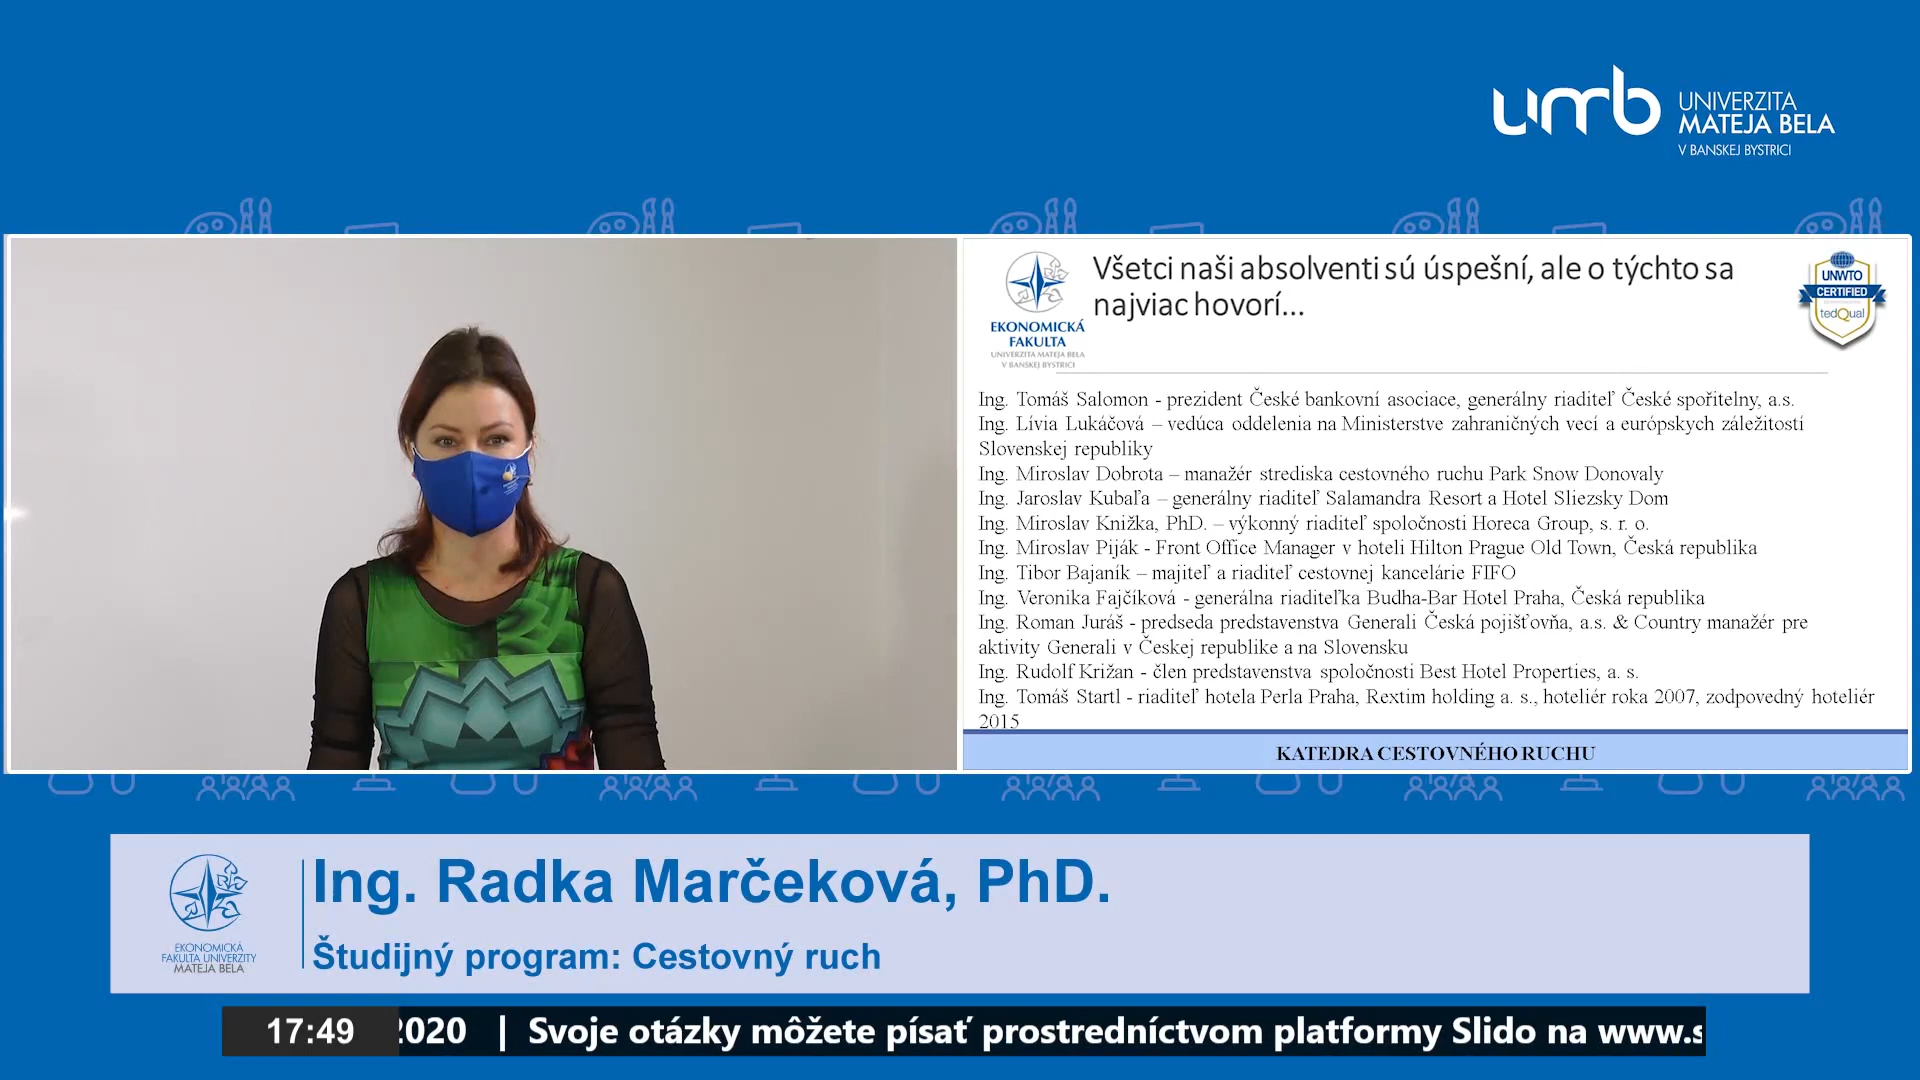 umb
UNIVERZITA
MATEJA BELA
V BANSKEJ BYSTRICI
EKONOMICKÁ
FAKULTA
UNIVERZITA MATEJA BELA
V BANSKEJ BYSTRICI
Všetci naši absolventi sú úspešní, ale o týchto sa
najviac hovorí...
UNWTO
CERTIFIED
tedQual
Ing. Tomáš Salomon - prezident České bankovní asociace, generálny riaditeľ České spořitelny, a.s.
Ing. Lívia Lukáčová – vedúca oddelenia na Ministerstve zahraničných vecí a európskych záležitostí
Slovenskej republiky
Ing. Miroslav Dobrota – manažér strediska cestovného ruchu Park Snow Donovaly
Ing. Jaroslav Kubaľa – generálny riaditeľ Salamandra Resort a Hotel Sliezsky Dom
Ing. Miroslav Knižka, PhD. – výkonný riaditeľ spoločnosti Horeca Group, s. r. o.
Ing. Miroslav Piják - Front Office Manager v hoteli Hilton Prague Old Town, Česká republika
Ing. Tibor Bajaník – majiteľ a riaditeľ cestovnej kancelárie FIFO
Ing. Veronika Fajčíková - generálna riaditeľka Budha-Bar Hotel Praha, Česká republika
Ing. Roman Juráš - predseda predstavenstva Generali Česká pojišťovňa, a.s. & Country manažér pre
aktivity Generali v Českej republike a na Slovensku
Ing. Rudolf Križan - člen predstavenstva spoločnosti Best Hotel Properties, a. s.
Ing. Tomáš Startl - riaditeľ hotela Perla Praha, Rextim holding a. s., hoteliér roka 2007, zodpovedný hoteliér
2015
KATEDRA CESTOVNÉHO RUCHU
EKONOMICKÁ
FAKULTA UNIVERZITY
MATEJA BELA
Ing. Radka Marčeková, PhD.
Študijný program: Cestovný ruch
17:49 2020 | Svoje otázky môžete písať prostredníctvom platformy Slido na www.s